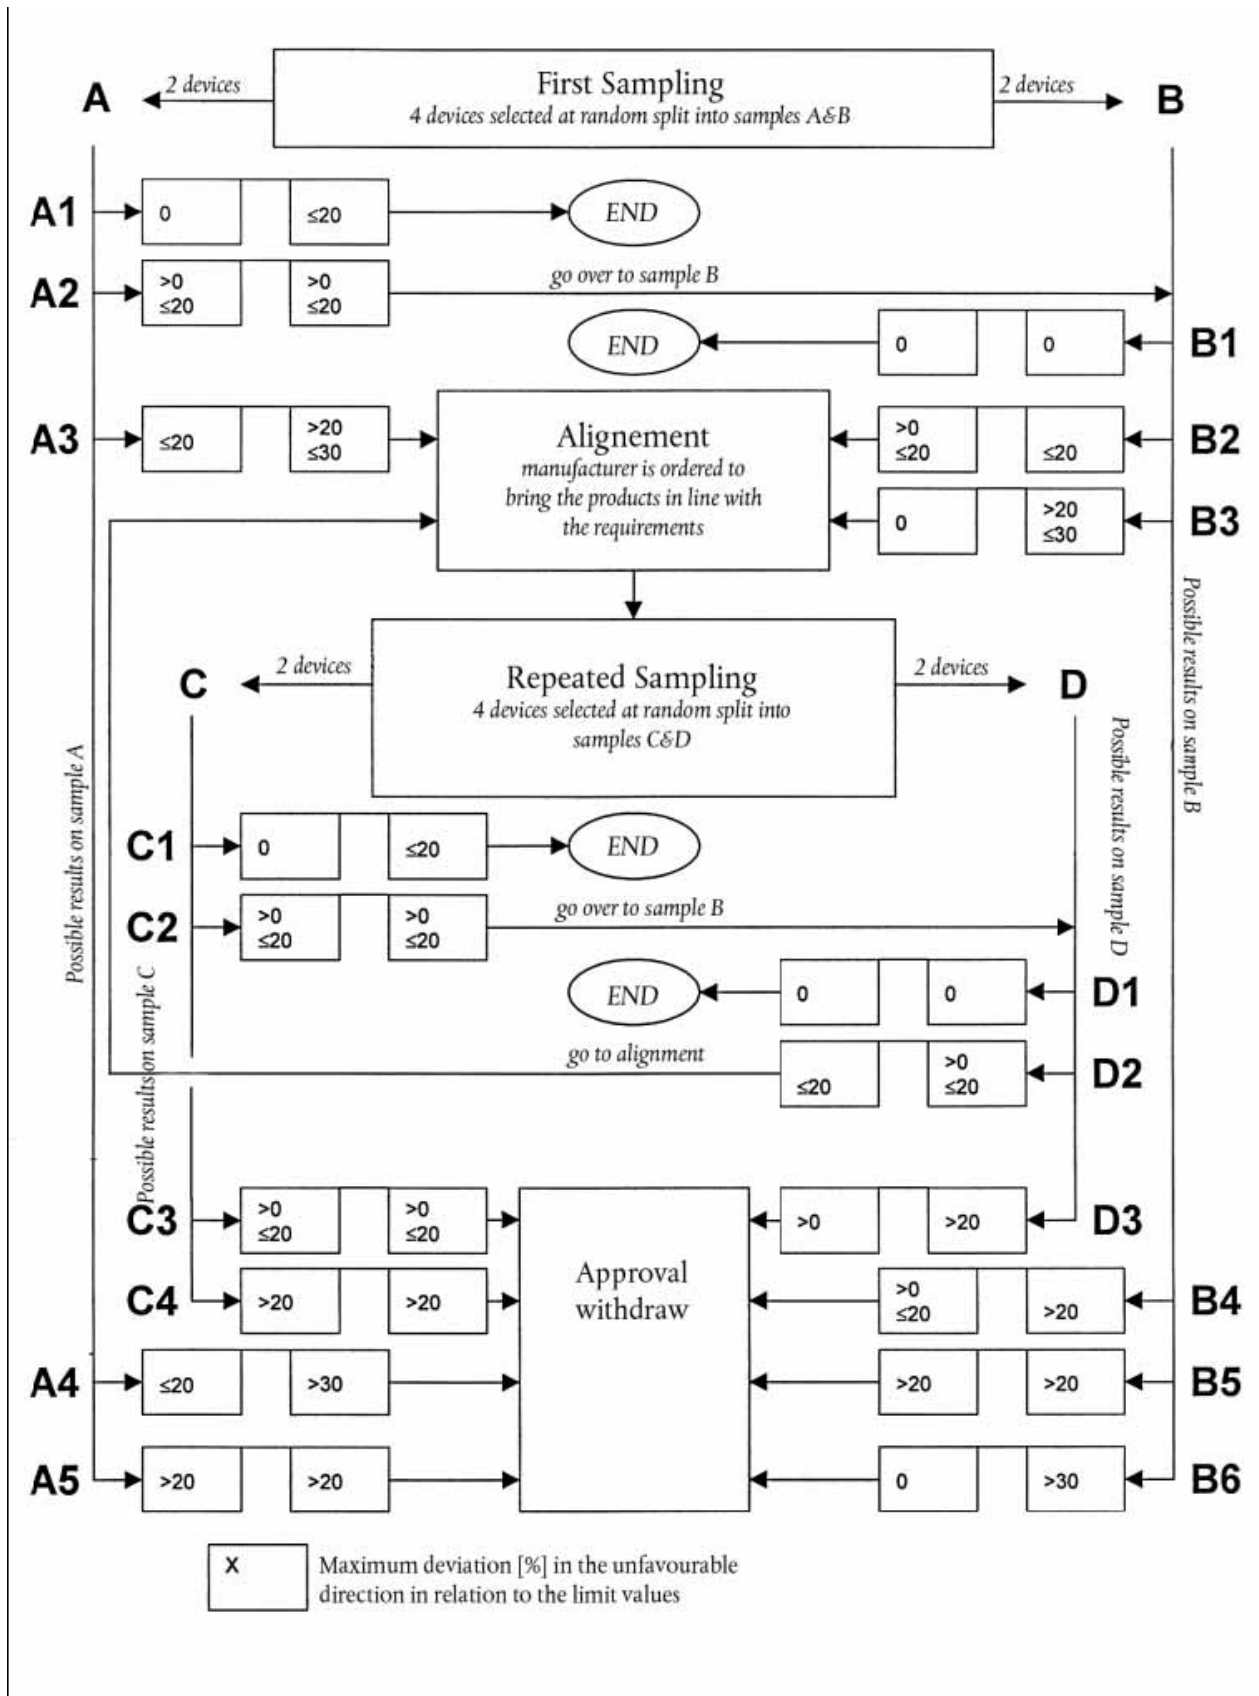 First Sampling
4 devices selected at random split into samples A&B
2 devices
2 devices
A
B
A1
0
≤20
END
A2
>0
≤20
>0
≤20
go over to sample B
END
0
0
B1
A3
≤20
>20
≤30
Alignement
manufacturer is ordered to
bring the products in line with
the requirements
>0
≤20
≤20
B2
0
>20
≤30
B3
Possible results on sample B
C
2 devices
Repeated Sampling
4 devices selected at random split into
samples C&D
2 devices
D
Possible results on sample D
Possible results on sample A
C1
0
≤20
END
C2
>0
≤20
>0
≤20
go over to sample B
END
0
0
D1
Possible results on sample C
go to alignment
≤20
>0
≤20
D2
C3
>0
≤20
>0
≤20
Approval
withdraw
>0
>20
D3
C4
>20
>20
>0
≤20
>20
B4
A4
≤20
>30
>20
>20
B5
A5
>20
>20
0
>30
B6
X
Maximum deviation [%] in the unfavourable
direction in relation to the limit values